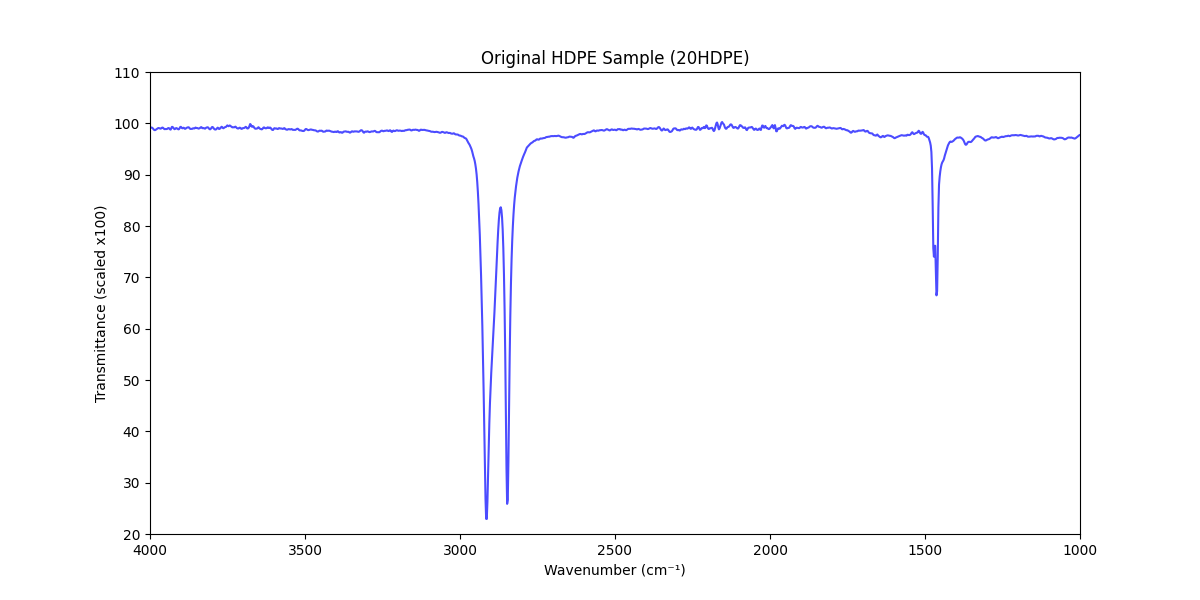 Original HDPE Sample (20HDPE)
110
100
90
80
70
60
50
40
30
20
Transmittance (scaled x100)
4000 3500 3000 2500 2000 1500 1000
Wavenumber (cm⁻¹)